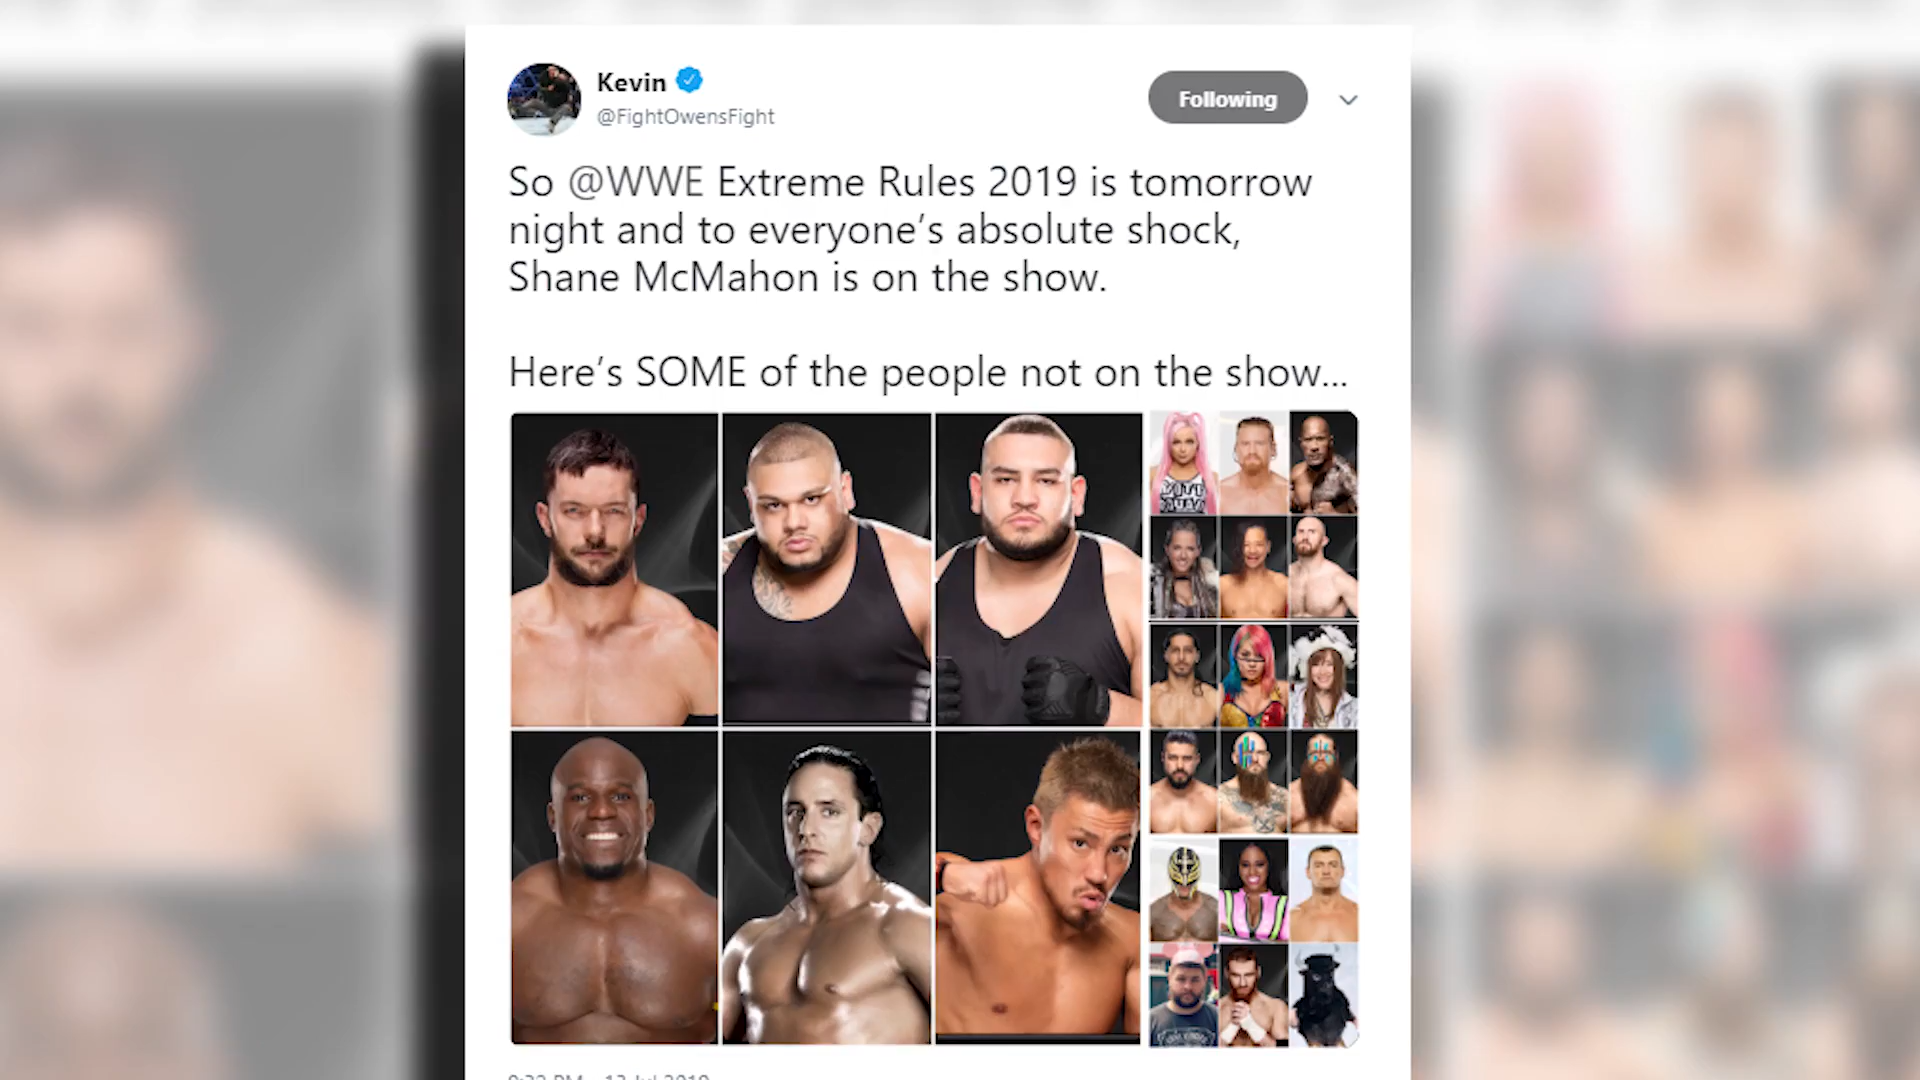 Kevin
@FightOwensFight
Following
So @WWE Extreme Rules 2019 is tomorrow
night and to everyone’s absolute shock,
Shane McMahon is on the show.
Here’s SOME of the people not on the show...